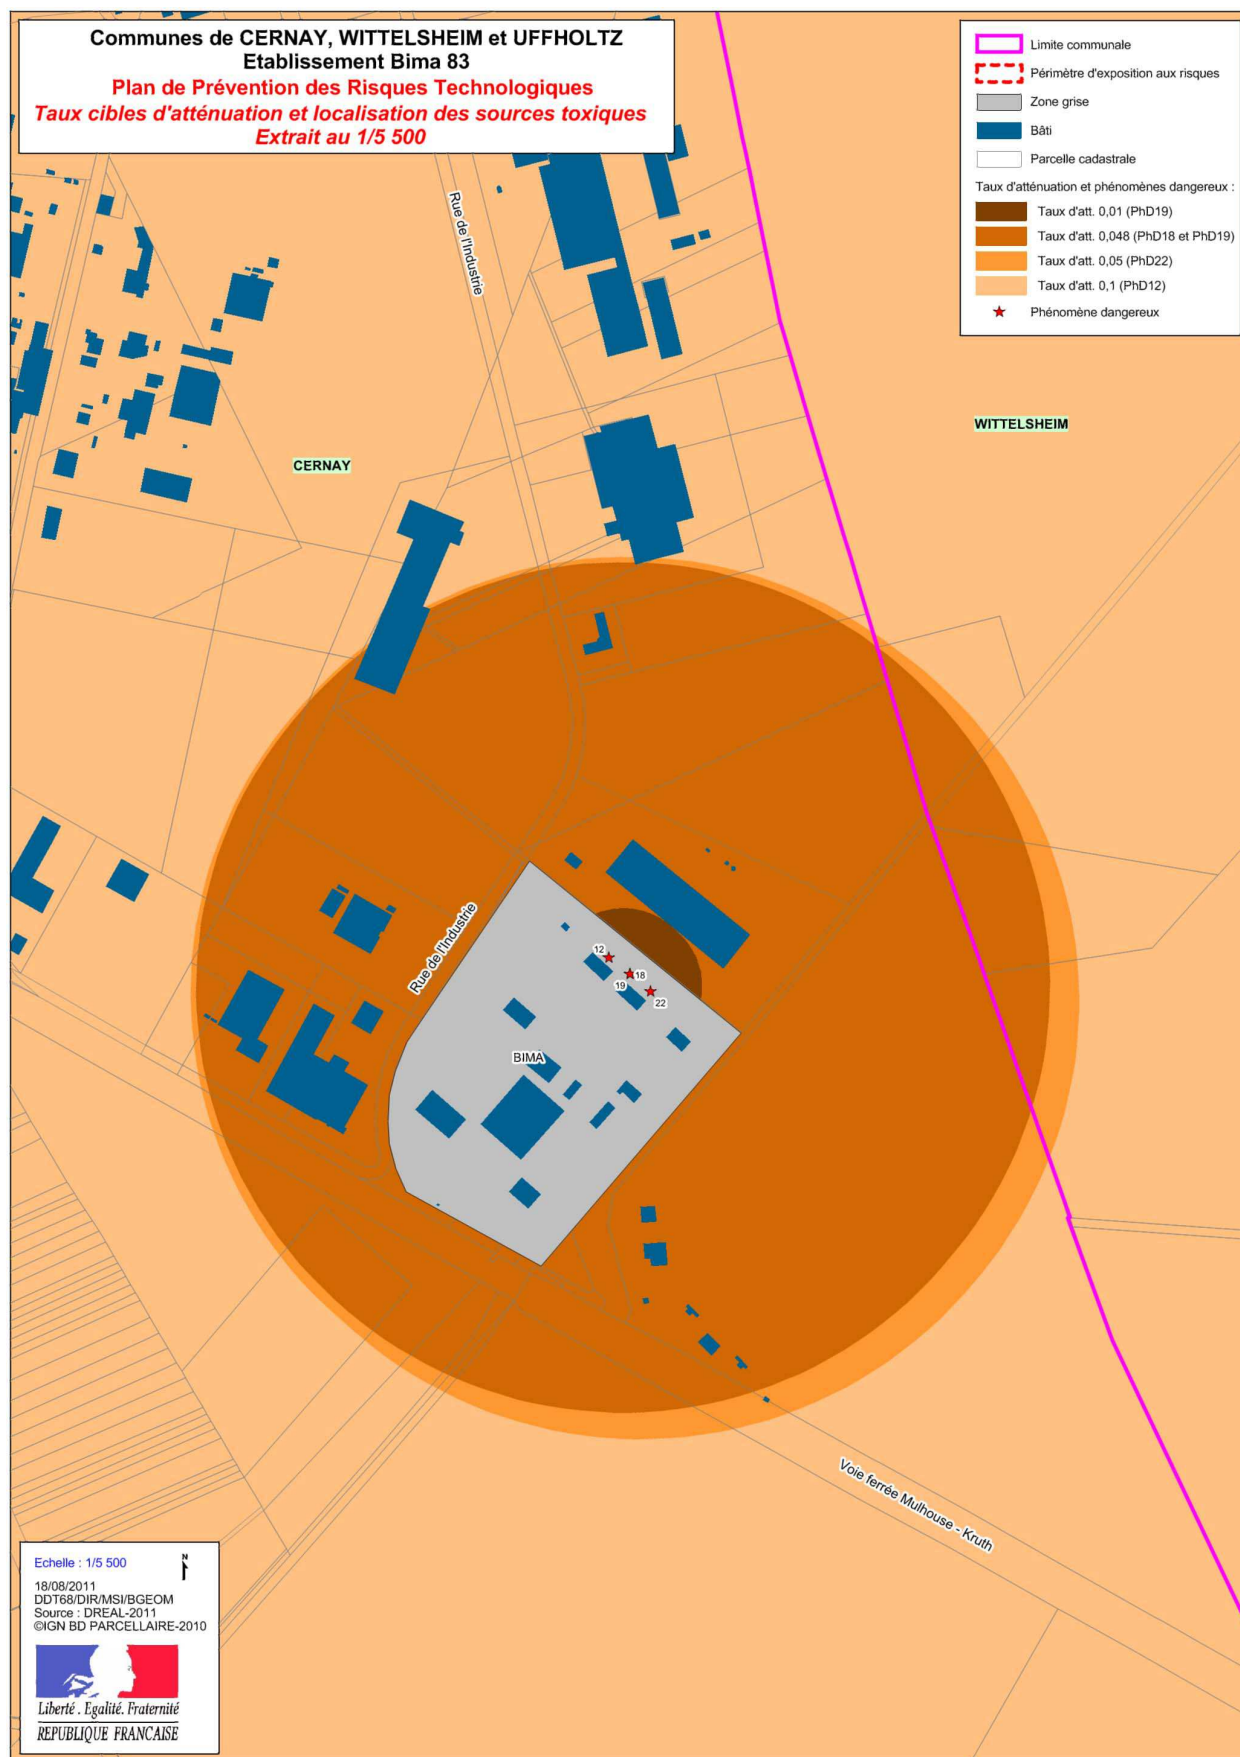 Communes de CERNAY, WITTELSHEIM et UFFHOLTZ
Etablissement Bima 83
Plan de Prévention des Risques Technologiques
Taux cibles d'atténuation et localisation des sources toxiques
Extrait au 1/5 500
Limite communale
Périmètre d'exposition aux risques
Zone grise
Bâti
Parcelle cadastrale
Taux d'atténuation et phénomènes dangereux :
Taux d'att. 0,01 (PhD19)
Taux d'att. 0,048 (PhD18 et PhD19)
Taux d'att. 0,05 (PhD22)
Taux d'att. 0,1 (PhD12)
Phénomène dangereux
Rue de l'Industrie
WITTELSHEIM
CERNAY
Rue de l'Industrie
12
18
19
22
BIMA
Voie ferrée Mulhouse - Kruth
Echelle : 1/5 500
N
18/08/2011
DDT68/DIR/MSI/BGEOM
Source : DREAL-2011
©IGN BD PARCELLAIRE-2010
Liberté . Egalité . Fraternité
REPUBLIQUE FRANCAISE